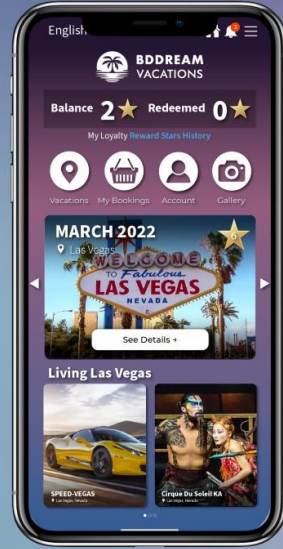 English
BDDREAM
VACATIONS
Balance 2 Redeemed 0
My Loyalty Reward Stars History
Vacations My Bookings Account Gallery
MARCH 2022
Las Vegas
WELCOME
TO Fabulous
LAS VEGAS
NEVADA
See Details →
Living Las Vegas
SPEED-VEGAS
Las Vegas, Nevada
Cirque Du Soleil KA
Las Vegas, Nevada